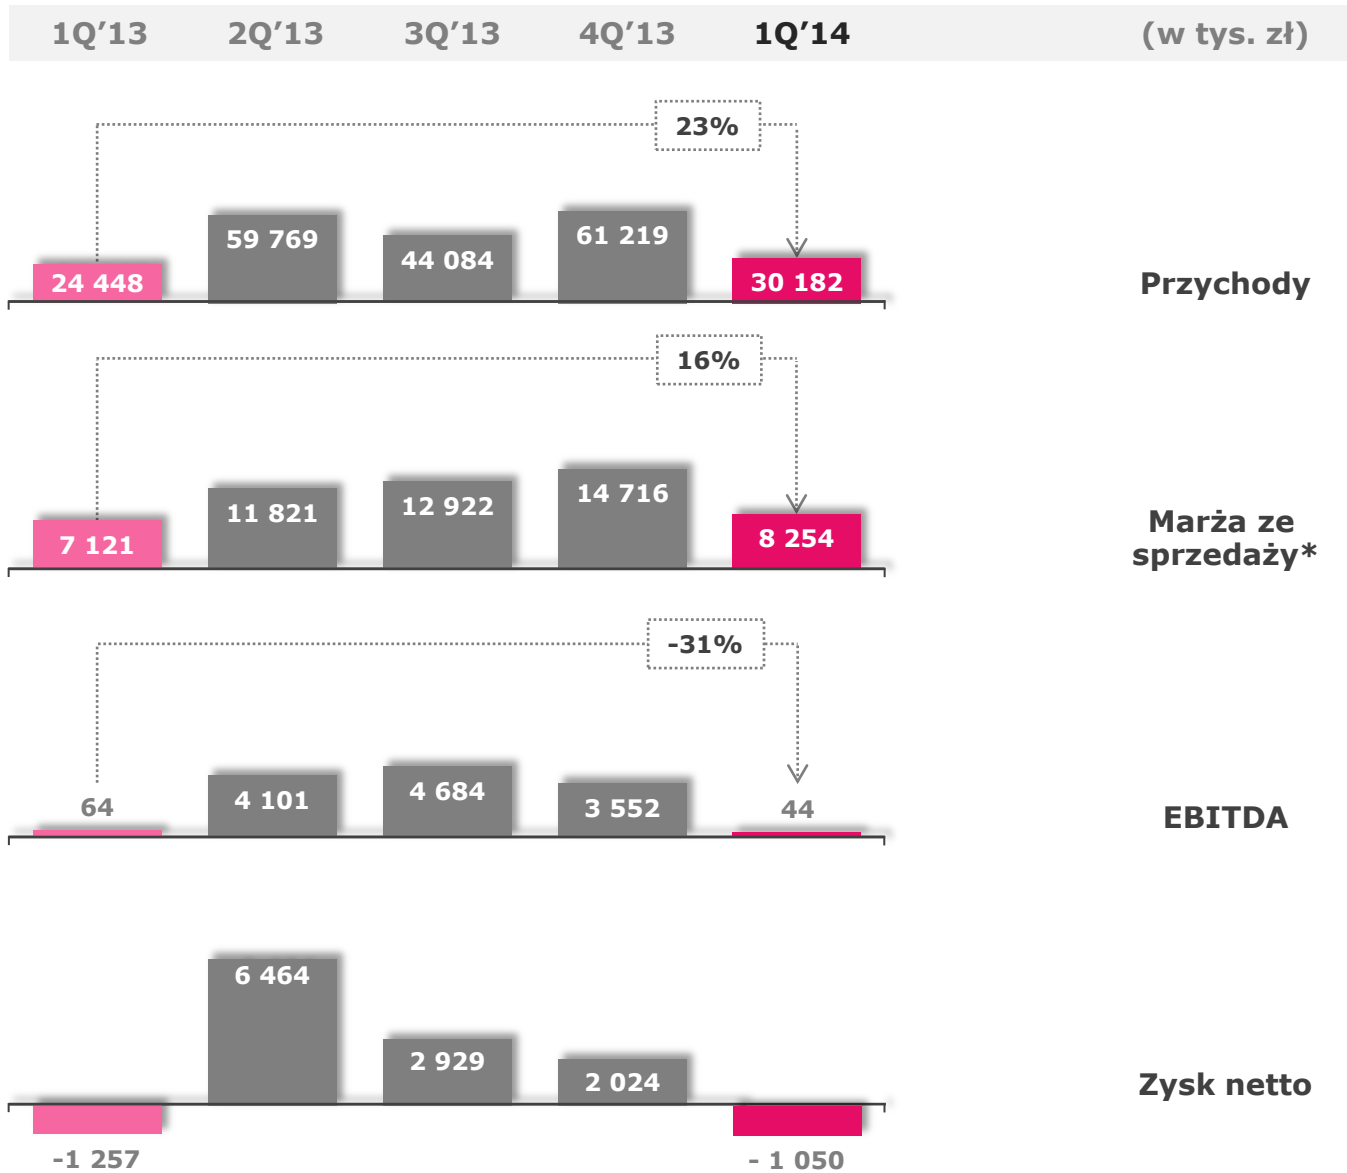 1Q’13 2Q’13 3Q’13 4Q’13 1Q’14 (w tys. zł)
23%
24 448 59 769 44 084 61 219 30 182 Przychody
16%
7 121 11 821 12 922 14 716 8 254 Marża ze
sprzedaży*
-31%
64 4 101 4 684 3 552 44 EBITDA
6 464
2 929
2 024 Zysk netto
-1 257 - 1 050